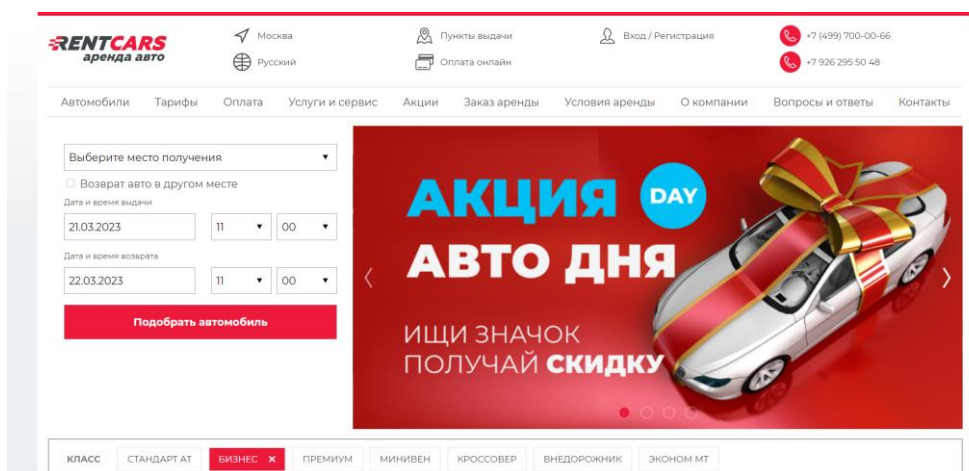 RENTCARS
аренда авто
Москва
Русский
Пункты выдачи
Оплата онлайн
Вход / Регистрация
+7 (499) 700-00-66
+7 926 295 50 48
Автомобили Тарифы Оплата Услуги и сервис Акции Заказ аренды Условия аренды О компании Вопросы и ответы Контакты
Выберите место получения
Возврат авто в другом месте
Дата и время выдачи
21.03.2023 11 00
Дата и время возврата
22.03.2023 11 00
Подобрать автомобиль
АКЦИЯ DAY
АВТО ДНЯ
ИЩИ ЗНАЧОК
ПОЛУЧАЙ СКИДКУ
КЛАСС СТАНДАРТ АТ БИЗНЕС × ПРЕМИУМ МИНИВЕН КРОССОВЕР ВНЕДОРОЖНИК ЭКОНОМ МТ